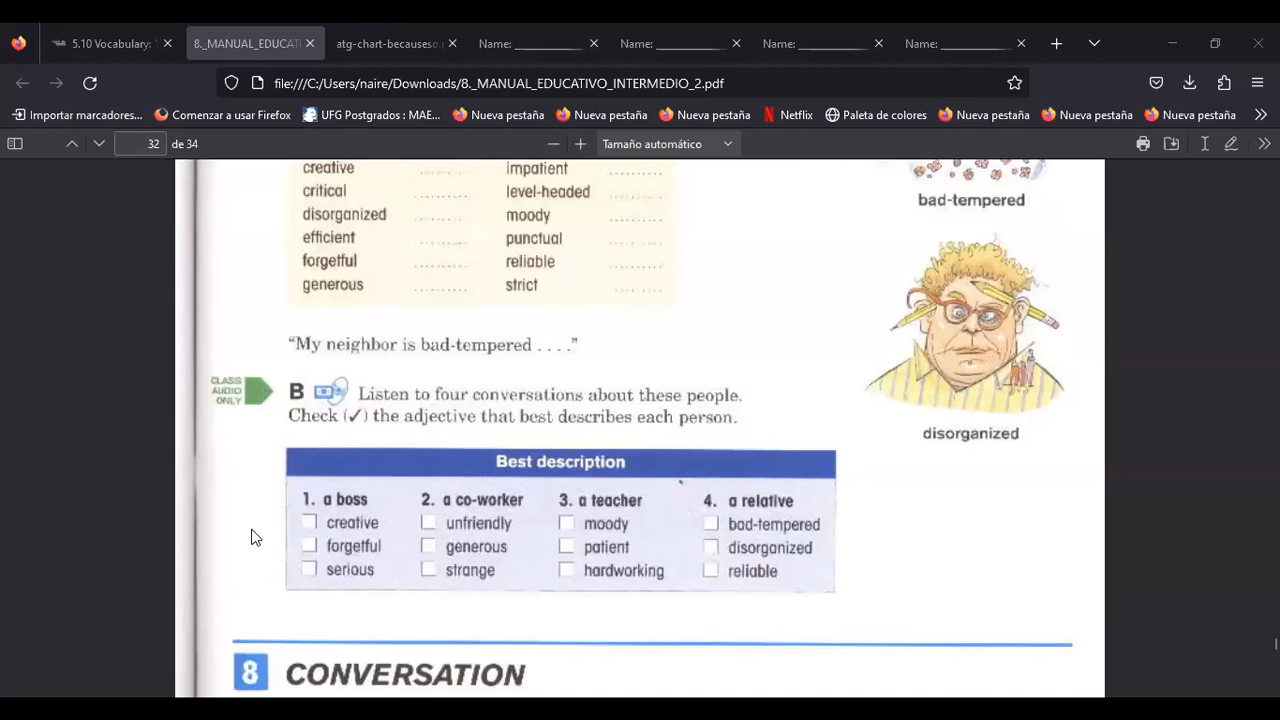 5.10 Vocabulary:
8._MANUAL_EDUCATI
atg-chart-becauseso.p
Name: ____________
Name: ____________
Name: ____________
Name: ____________
file:///C:/Users/naire/Downloads/8._MANUAL_EDUCATIVO_INTERMEDIO_2.pdf
Importar marcadores...
Comenzar a usar Firefox
UFG Postgrados : MAE...
Nueva pestaña
Nueva pestaña
Nueva pestaña
Netflix
Paleta de colores
Nueva pestaña
Nueva pestaña
Nueva pestaña
32 de 34
Tamaño automático
creative .......... impatient ..........
critical .......... level-headed ..........
disorganized .......... moody ..........
efficient .......... punctual ..........
forgetful .......... reliable ..........
generous .......... strict ..........
bad-tempered
"My neighbor is bad-tempered . . . ."
disorganized
CLASS
AUDIO
ONLY
B Listen to four conversations about these people.
Check (✓) the adjective that best describes each person.
Best description
1. a boss 2. a co-worker 3. a teacher 4. a relative
creative unfriendly moody bad-tempered
forgetful generous patient disorganized
serious strange hardworking reliable
8 CONVERSATION